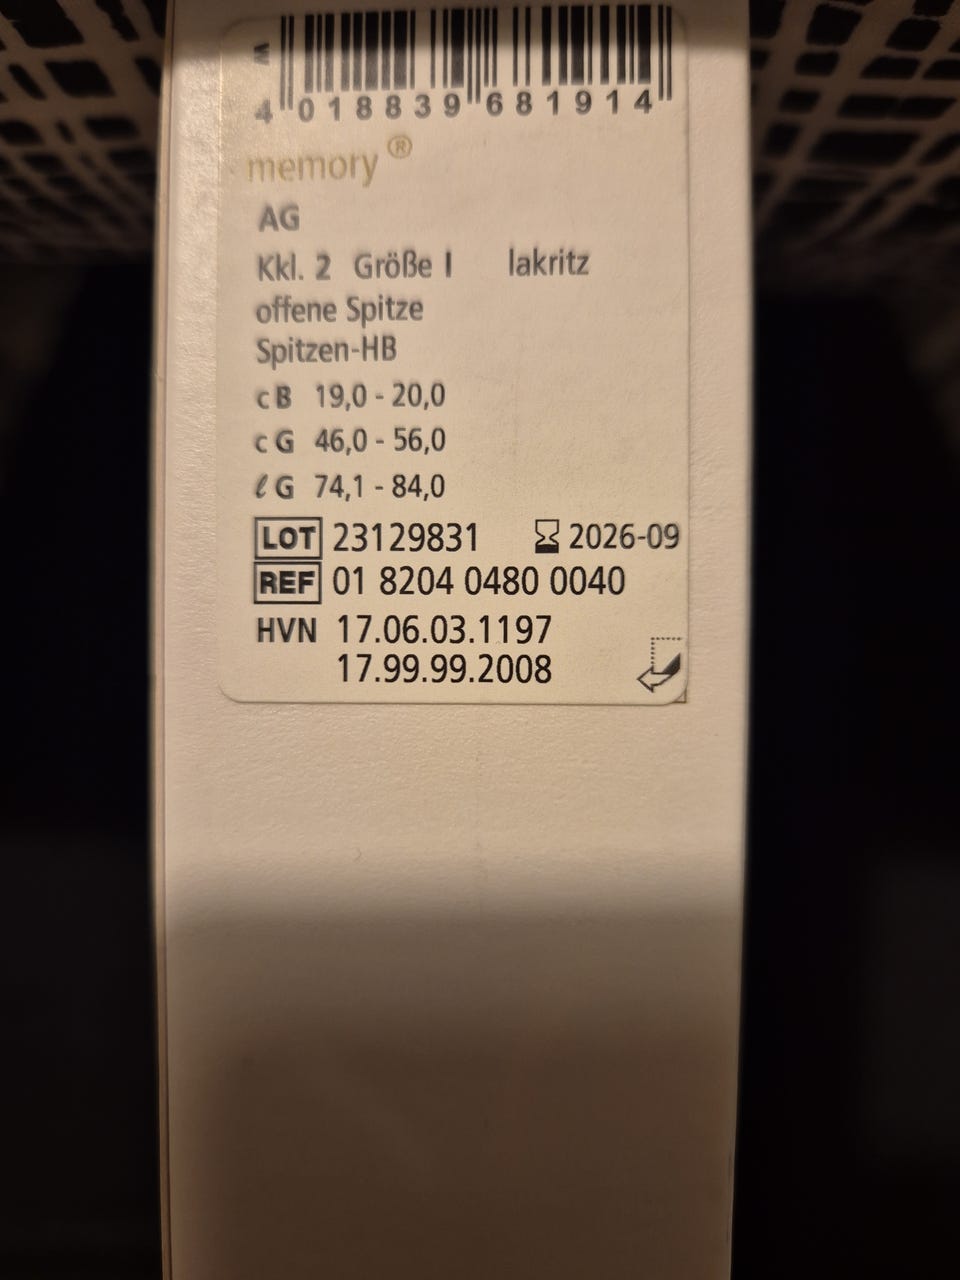 4 018839 681914
memory®
AG
Kkl. 2 Größe I lakritz
offene Spitze
Spitzen-HB
cB 19,0 - 20,0
cG 46,0 - 56,0
ℓG 74,1 - 84,0
LOT 23129831 2026-09
REF 01 8204 0480 0040
HVN 17.06.03.1197
17.99.99.2008